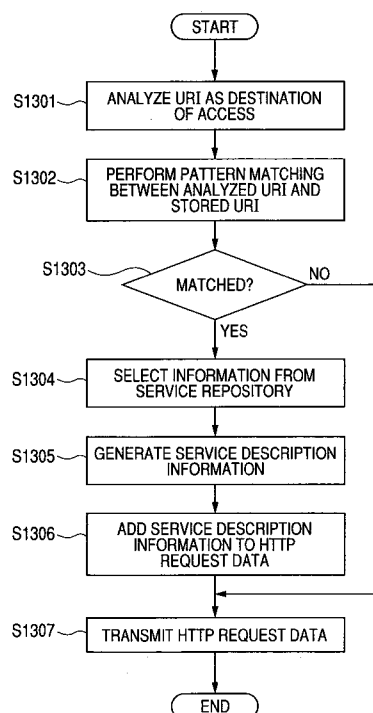 START
S1301
ANALYZE URI AS DESTINATION
OF ACCESS
S1302
PERFORM PATTERN MATCHING
BETWEEN ANALYZED URI AND
STORED URI
S1303
MATCHED?
NO
YES
S1304
SELECT INFORMATION FROM
SERVICE REPOSITORY
S1305
GENERATE SERVICE DESCRIPTION
INFORMATION
S1306
ADD SERVICE DESCRIPTION
INFORMATION TO HTTP
REQUEST DATA
S1307
TRANSMIT HTTP REQUEST DATA
END